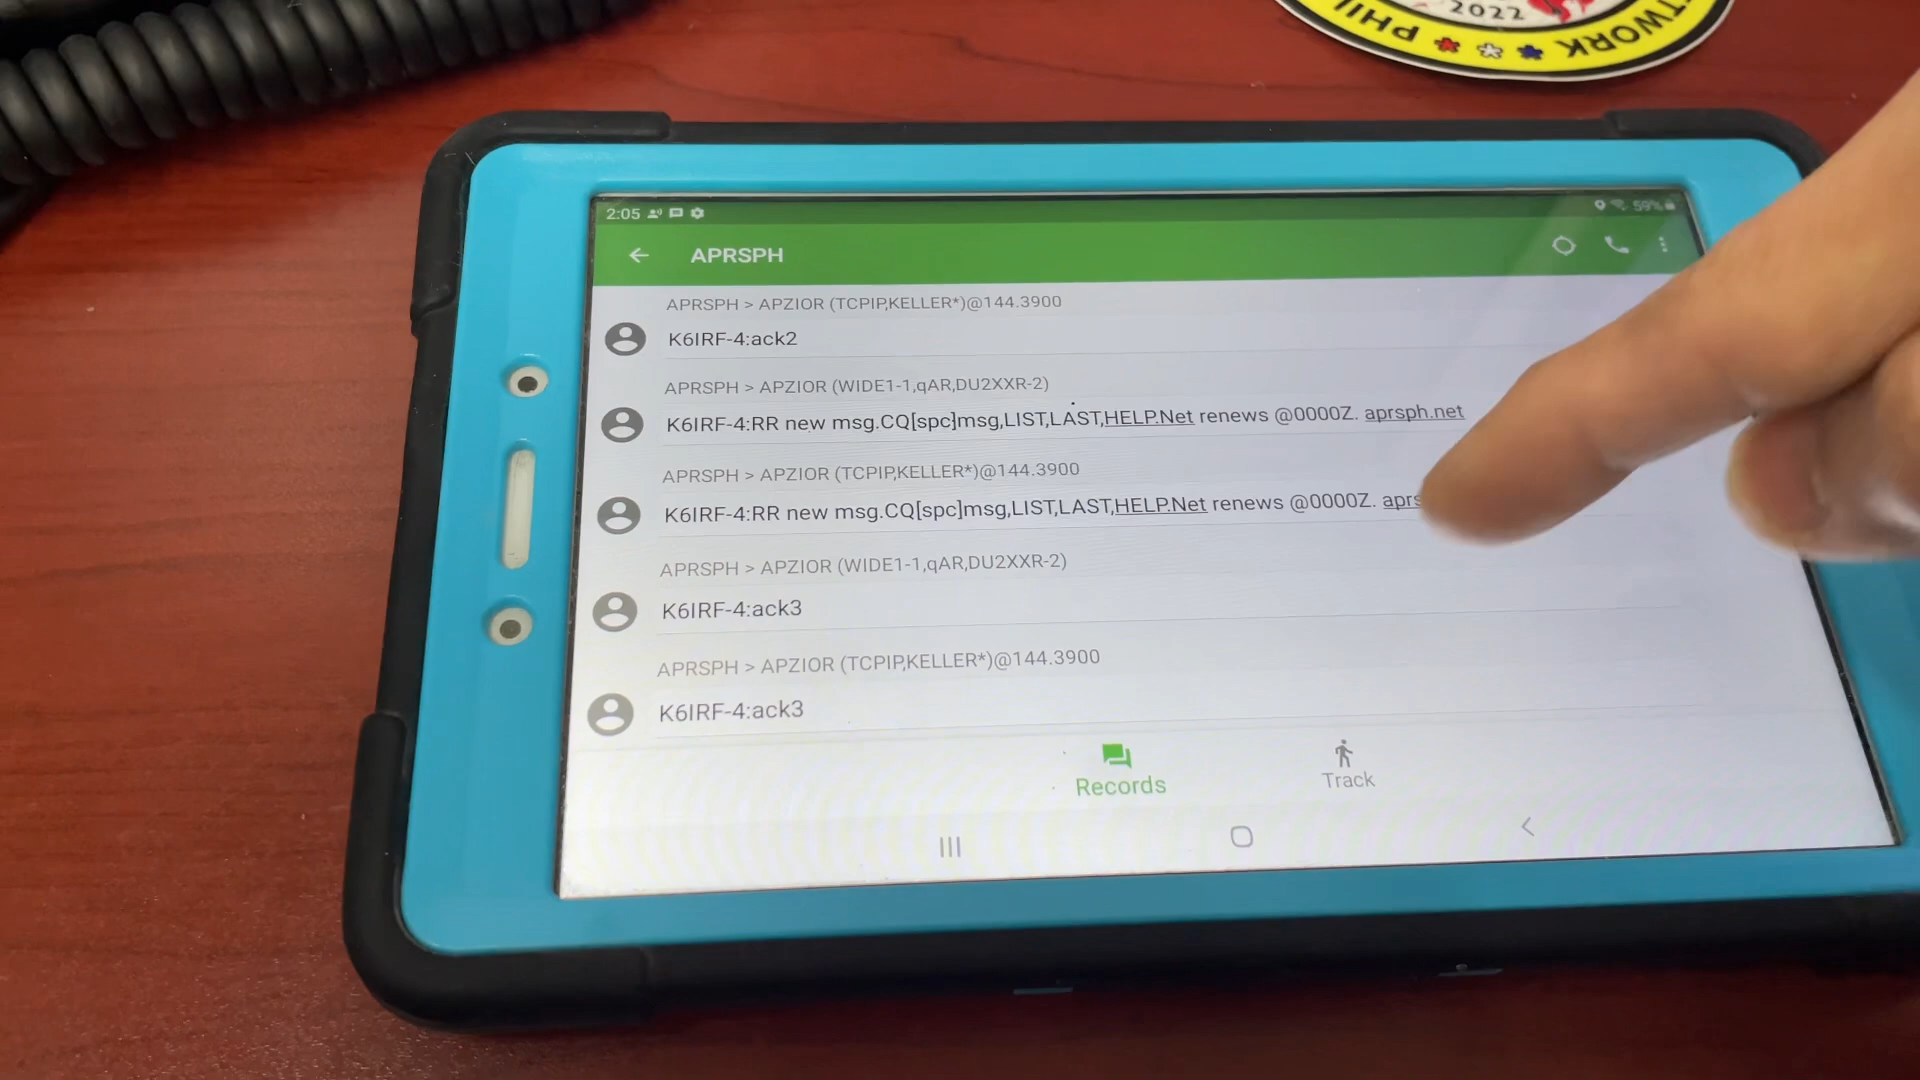 2022
TWORK ★ ★ ★ PHIL
2:05
59%
APRSPH
APRSPH > APZIOR (TCPIP,KELLER*)@144.3900
K6IRF-4:ack2
APRSPH > APZIOR (WIDE1-1,qAR,DU2XXR-2)
K6IRF-4:RR new msg.CQ[spc]msg,LIST,LAST,HELP.Net renews @0000Z. aprsph.net
APRSPH > APZIOR (TCPIP,KELLER*)@144.3900
K6IRF-4:RR new msg.CQ[spc]msg,LIST,LAST,HELP.Net renews @0000Z. aprs
APRSPH > APZIOR (WIDE1-1,qAR,DU2XXR-2)
K6IRF-4:ack3
APRSPH > APZIOR (TCPIP,KELLER*)@144.3900
K6IRF-4:ack3
Records
Track